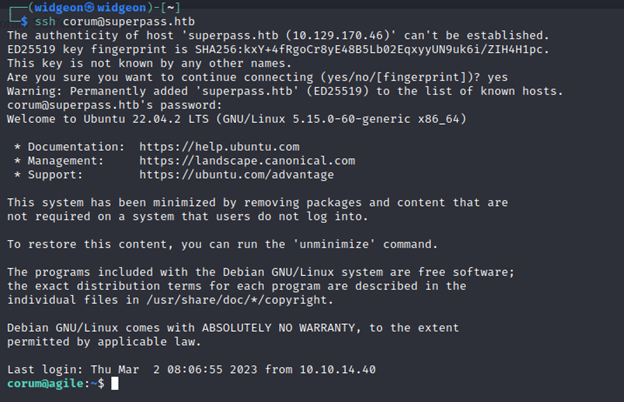 ┌──(widgeon㉿widgeon)-[~]
└─$ ssh corum@superpass.htb
The authenticity of host 'superpass.htb (10.129.170.46)' can't be established.
ED25519 key fingerprint is SHA256:kxY+4fRgoCr8yE48B5Lb02EqxyyUN9uk6i/ZIH4H1pc.
This key is not known by any other names.
Are you sure you want to continue connecting (yes/no/[fingerprint])? yes
Warning: Permanently added 'superpass.htb' (ED25519) to the list of known hosts.
corum@superpass.htb's password:
Welcome to Ubuntu 22.04.2 LTS (GNU/Linux 5.15.0-60-generic x86_64)
* Documentation:  https://help.ubuntu.com
* Management:     https://landscape.canonical.com
* Support:        https://ubuntu.com/advantage
This system has been minimized by removing packages and content that are
not required on a system that users do not log into.
To restore this content, you can run the 'unminimize' command.
The programs included with the Debian GNU/Linux system are free software;
the exact distribution terms for each program are described in the
individual files in /usr/share/doc/*/copyright.
Debian GNU/Linux comes with ABSOLUTELY NO WARRANTY, to the extent
permitted by applicable law.
Last login: Thu Mar  2 08:06:55 2023 from 10.10.14.40
corum@agile:~$